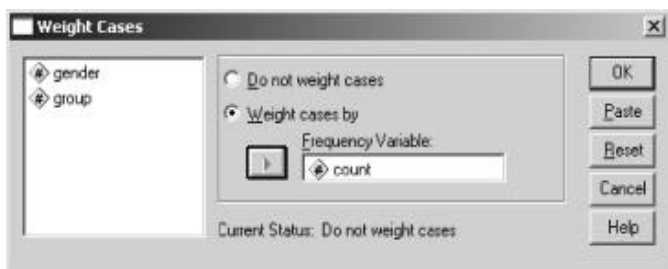 Weight Cases
gender
group
Do not weight cases
Weight cases by
Frequency Variable:
count
Current Status: Do not weight cases
OK
Paste
Reset
Cancel
Help